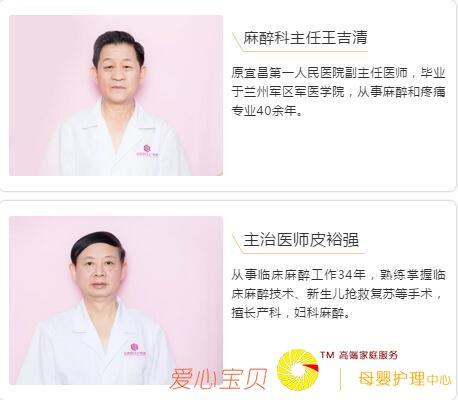 麻醉科主任王吉清
原宜昌第一人民医院副主任医师，毕业
于兰州军区军医学院，从事麻醉和疼痛
专业40余年。
主治医师皮裕强
从事临床麻醉工作34年，熟练掌握临
床麻醉技术、新生儿抢救复苏等手术，
擅长产科，妇科麻醉。
TM 高端家庭服务
爱心宝贝
母婴护理中心